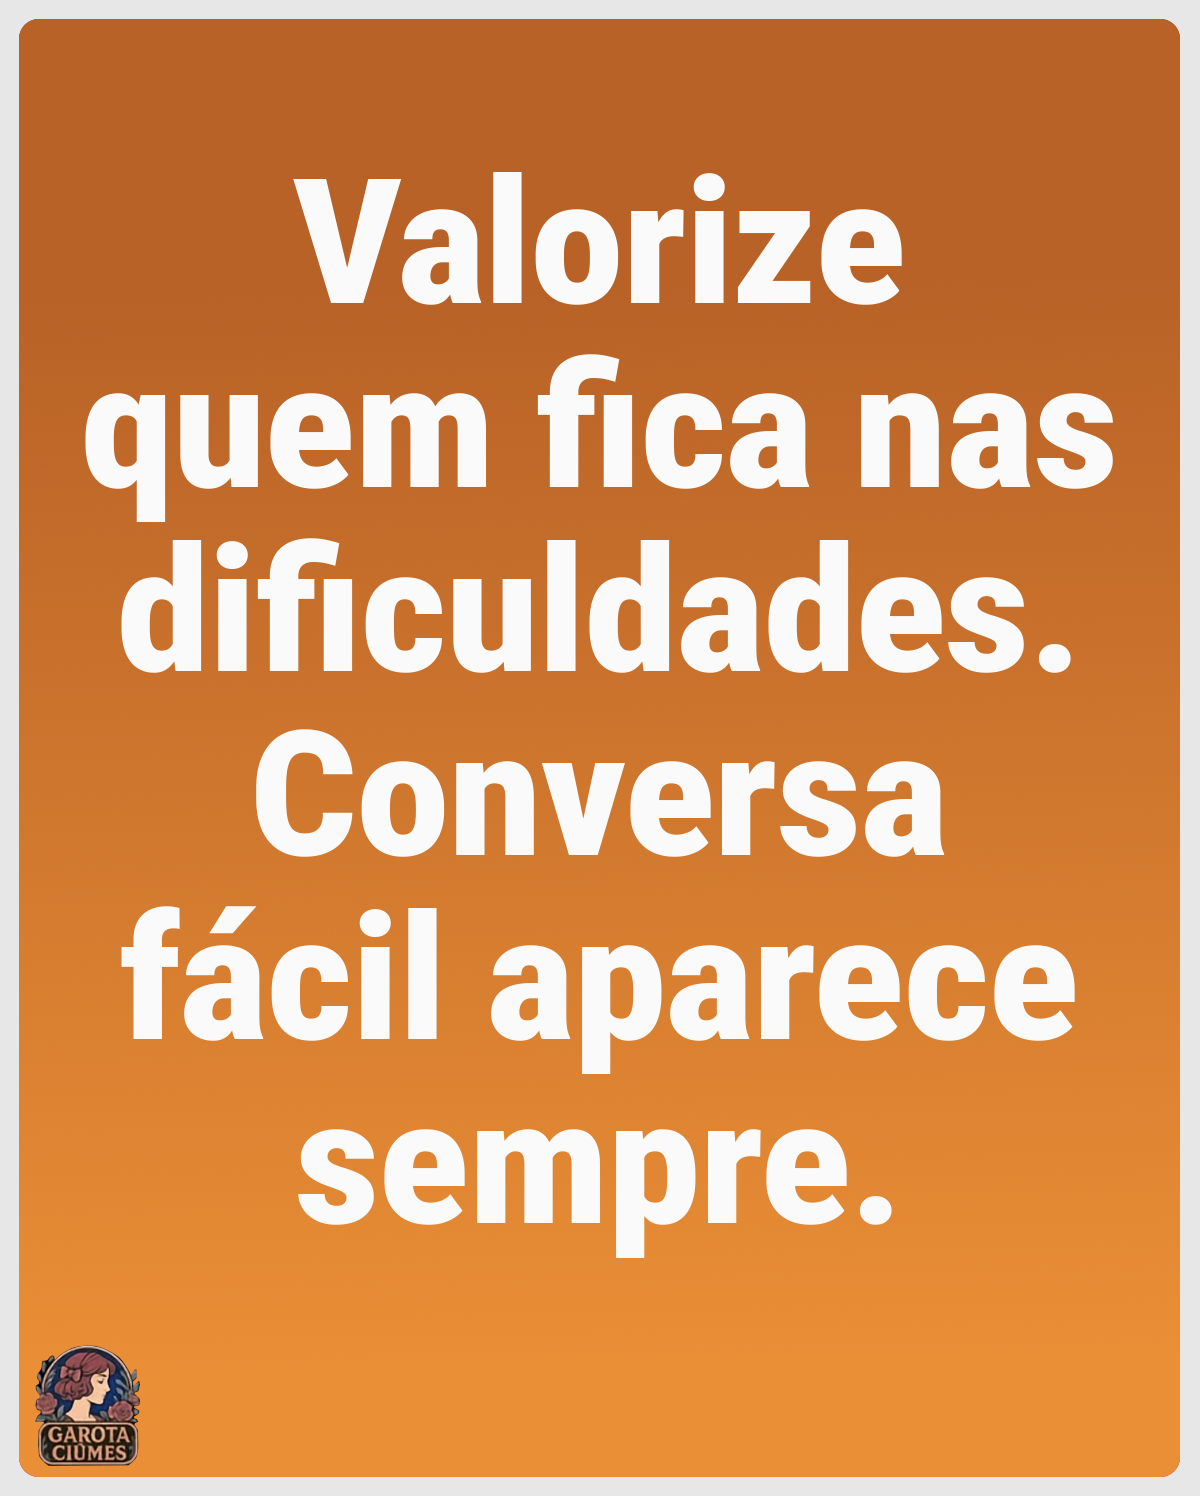 Valorize
quem fica nas
dificuldades.
Conversa
fácil aparece
sempre.
GAROTA
CIÚMES